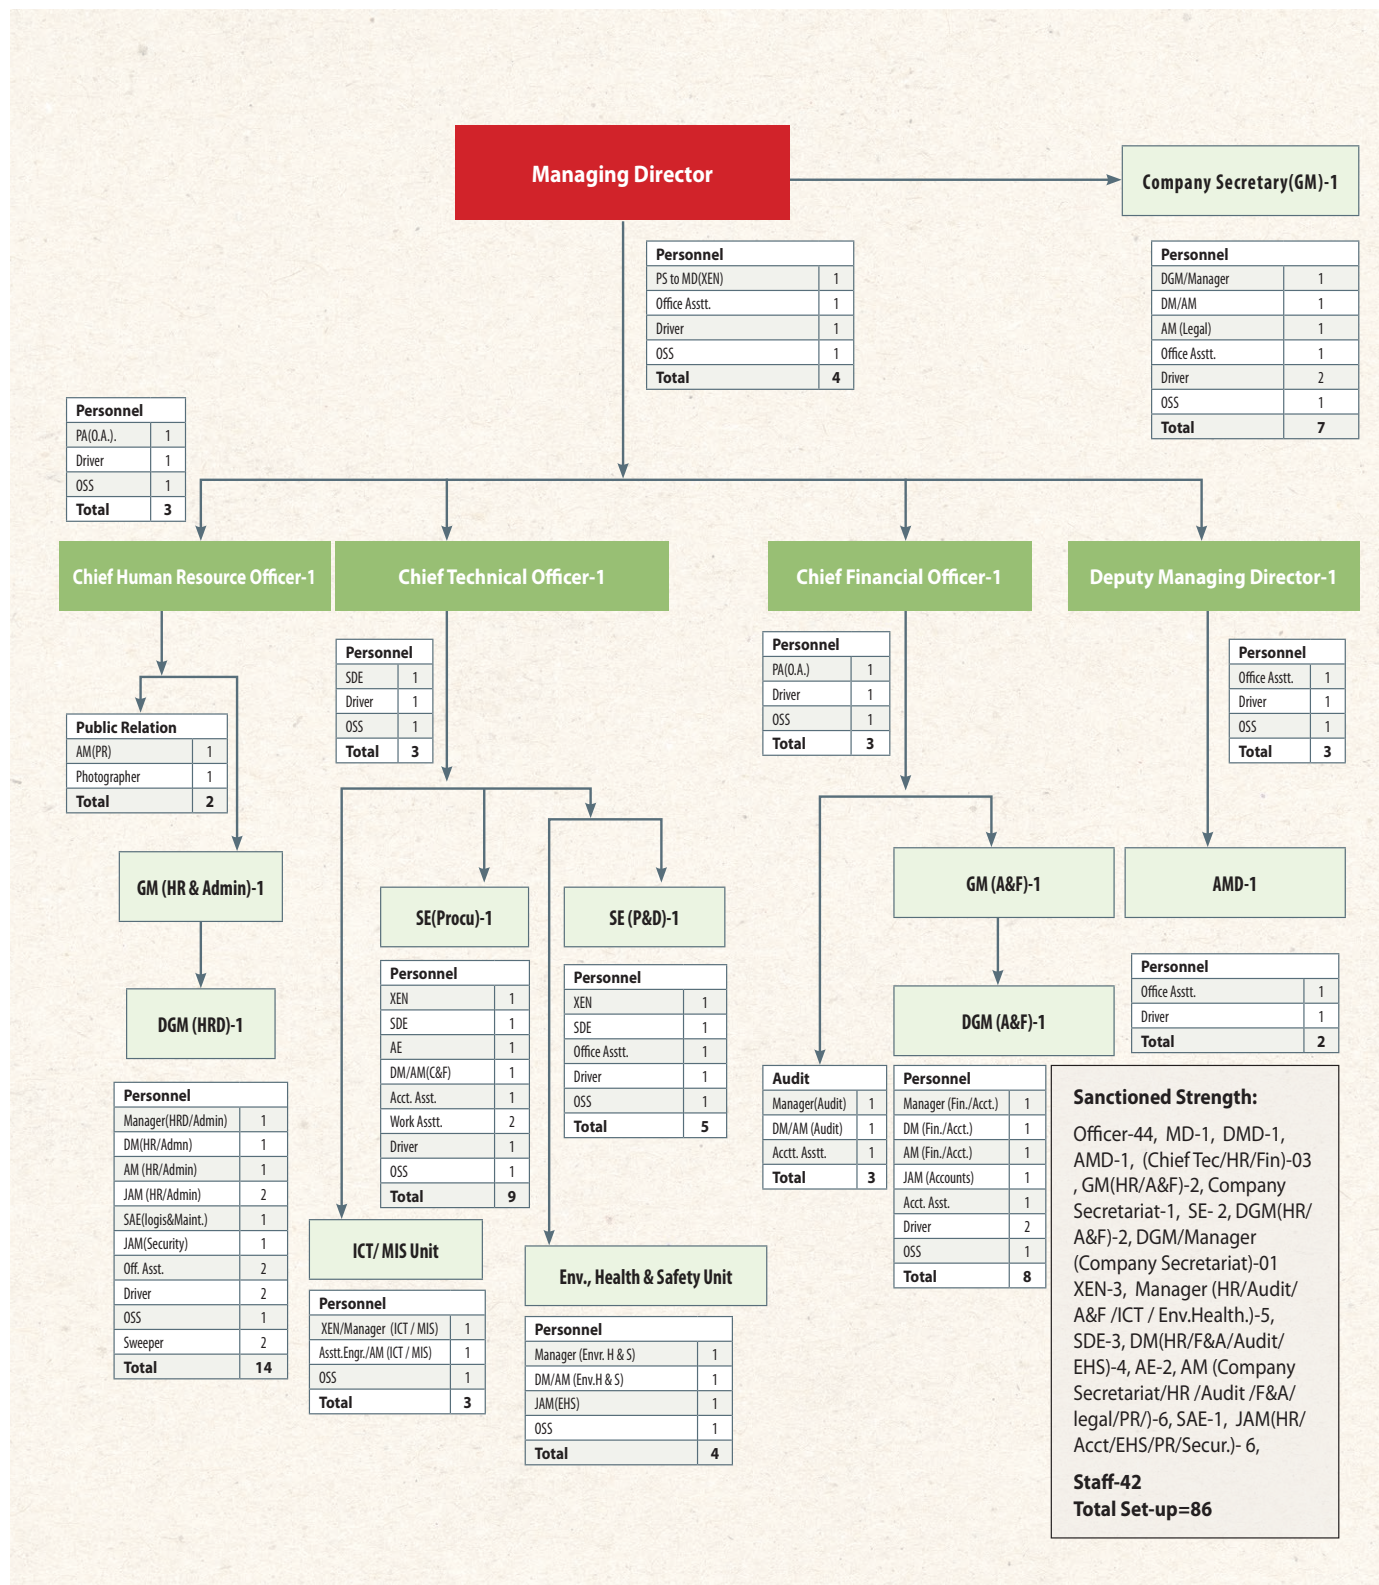 Managing Director
Company Secretary(GM)-1
Personnel
PS to MD(XEN) 1
Office Asstt. 1
Driver 1
OSS 1
Total 4
Personnel
DGM/Manager 1
DM/AM 1
AM (Legal) 1
Office Asstt. 1
Driver 2
OSS 1
Total 7
Personnel
PA(O.A.). 1
Driver 1
OSS 1
Total 3
Chief Human Resource Officer-1
Chief Technical Officer-1
Chief Financial Officer-1
Deputy Managing Director-1
Public Relation
AM(PR) 1
Photographer 1
Total 2
Personnel
SDE 1
Driver 1
OSS 1
Total 3
Personnel
PA(O.A.) 1
Driver 1
OSS 1
Total 3
Personnel
Office Asstt. 1
Driver 1
OSS 1
Total 3
GM (HR & Admin)-1
DGM (HRD)-1
Personnel
Manager(HRD/Admin) 1
DM(HR/Admn) 1
AM (HR/Admin) 1
JAM (HR/Admin) 2
SAE(logis&Maint.) 1
JAM(Security) 1
Off. Asst. 2
Driver 2
OSS 1
Sweeper 2
Total 14
SE(Procu)-1
Personnel
XEN 1
SDE 1
AE 1
DM/AM(C&F) 1
Acct. Asst. 1
Work Asstt. 2
Driver 1
OSS 1
Total 9
SE (P&D)-1
Personnel
XEN 1
SDE 1
Office Asstt. 1
Driver 1
OSS 1
Total 5
ICT/ MIS Unit
Personnel
XEN/Manager (ICT / MIS) 1
Asstt.Engr./AM (ICT / MIS) 1
OSS 1
Total 3
Env., Health & Safety Unit
Personnel
Manager (Envr. H & S) 1
DM/AM (Env.H & S) 1
JAM(EHS) 1
OSS 1
Total 4
GM (A&F)-1
DGM (A&F)-1
Audit
Manager(Audit) 1
DM/AM (Audit) 1
Acctt. Asstt. 1
Total 3
Personnel
Manager (Fin./Acct.) 1
DM (Fin./Acct.) 1
AM (Fin./Acct.) 1
JAM (Accounts) 1
Acct. Asst. 1
Driver 2
OSS 1
Total 8
AMD-1
Personnel
Office Asstt. 1
Driver 1
Total 2
Sanctioned Strength:
Officer-44, MD-1, DMD-1,
AMD-1, (Chief Tec/HR/Fin)-03
, GM(HR/A&F)-2, Company
Secretariat-1, SE- 2, DGM(HR/
A&F)-2, DGM/Manager
(Company Secretariat)-01
XEN-3, Manager (HR/Audit/
A&F /ICT / Env.Health.)-5,
SDE-3, DM(HR/F&A/Audit/
EHS)-4, AE-2, AM (Company
Secretariat/HR /Audit /F&A/
legal/PR/)-6, SAE-1, JAM(HR/
Acct/EHS/PR/Secur.)- 6,
Staff-42
Total Set-up=86